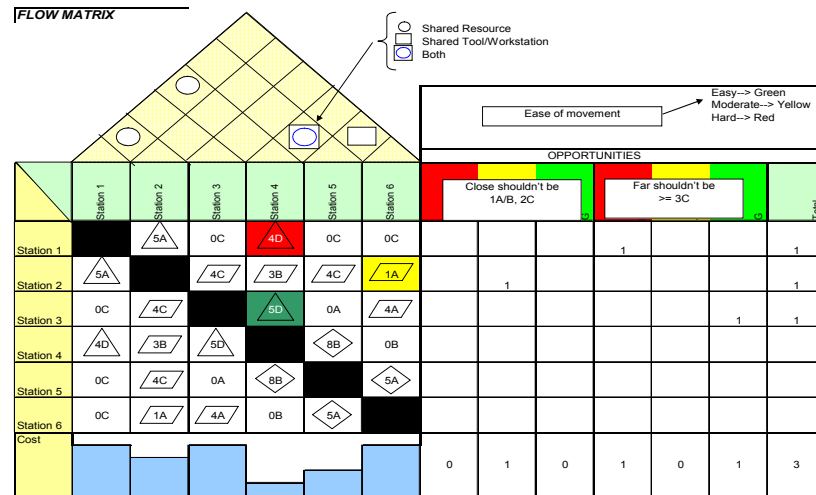 FLOW MATRIX
Shared Resource
Shared Tool/Workstation
Both
Easy--> Green
Moderate--> Yellow
Hard--> Red
Ease of movement
OPPORTUNITIES
Station 1 Station 2 Station 3 Station 4 Station 5 Station 6 G G Total
Close shouldn't be
1A/B, 2C
Far shouldn't be
>= 3C
Station 1 5A 0C 4D 0C 0C 1 1
Station 2 5A 4C 3B 4C 1A 1 1
Station 3 0C 4C 5D 0A 4A 1 1
Station 4 4D 3B 5D 8B 0B
Station 5 0C 4C 0A 8B 5A
Station 6 0C 1A 4A 0B 5A
Cost
0 1 0 1 0 1 3